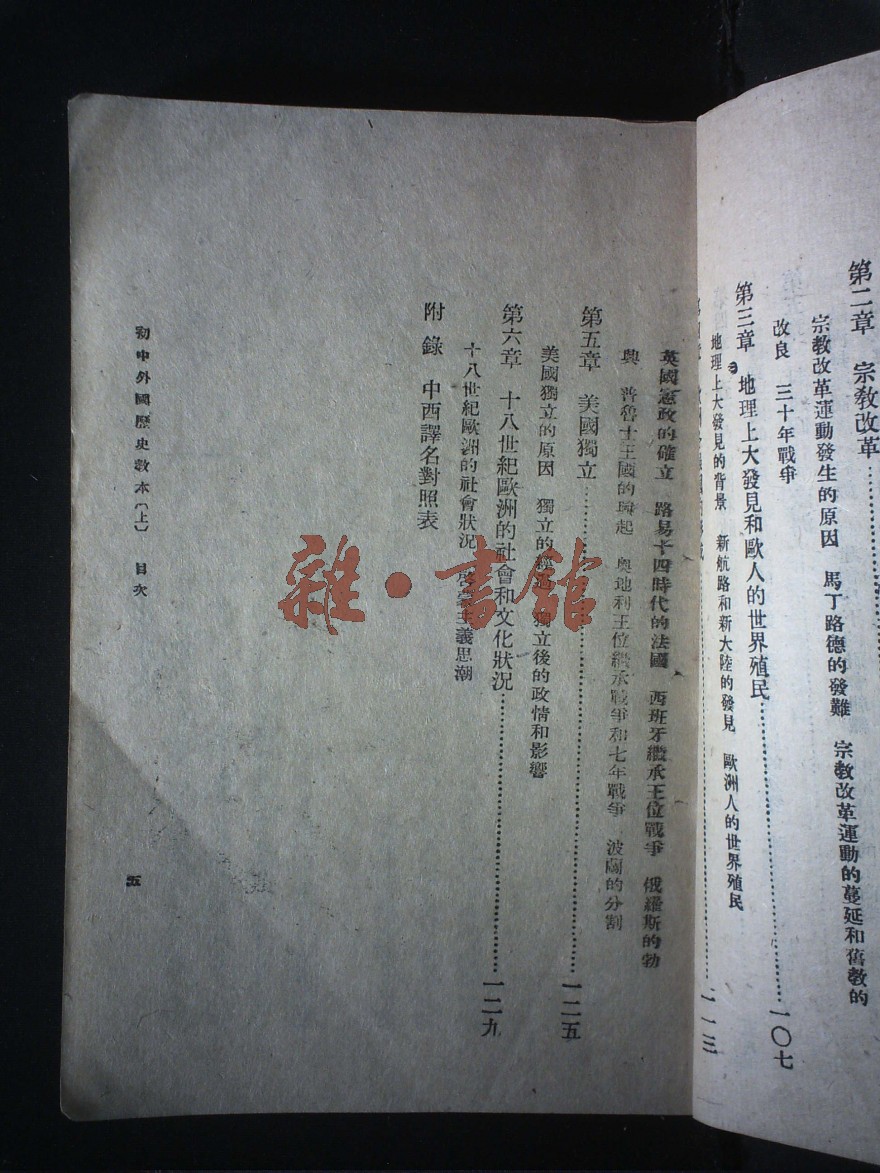 第二章　宗教改革
宗教改革運動發生的原因　馬丁路德的發難　宗教改革運動的蔓延和舊教的
改良　三十年戰爭
第三章　地理上大發見和歐人的世界殖民…………一〇七
地理上大發見的背景　新航路和新大陸的發見　歐洲人的世界殖民
一一三
英國憲政的確立　路易十四時代的法國　西班牙繼承王位戰爭　俄羅斯的勃
興　普魯士王國的興起　奧地利王位繼承戰爭和七年戰爭　波蘭的分割
第五章　美國獨立…………一二五
美國獨立的原因　獨立的經過　獨立後的政情和影響
第六章　十八世紀歐洲的社會和文化狀況…………一二九
十八世紀歐洲的社會狀況　啓蒙主義思潮
附錄　中西譯名對照表
初中外國歷史教本〔上〕　目次
五
雜·書館